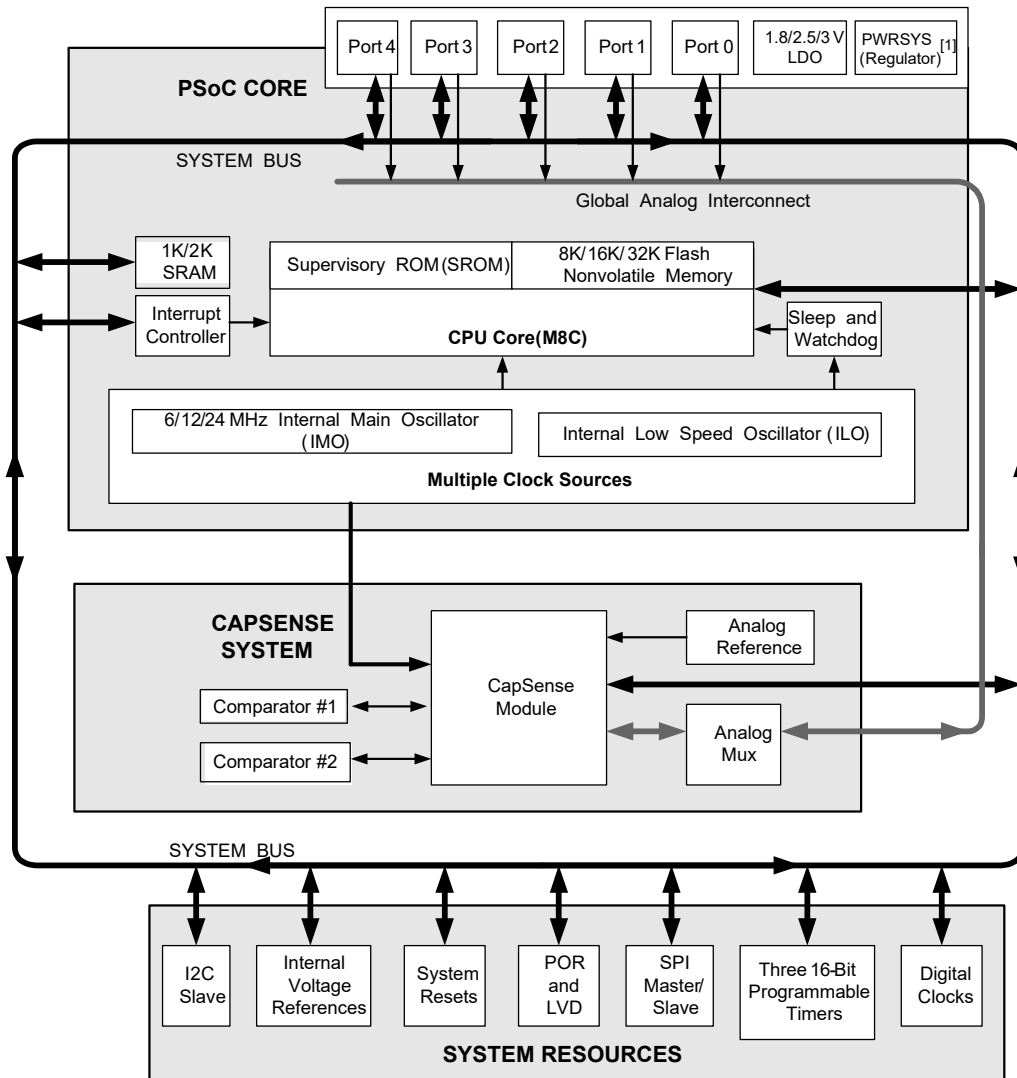 Port 4
Port 3
Port 2
Port 1
Port 0
1.8/2.5/3 V
LDO
PWRSYS
(Regulator)[1]
PSoC CORE
SYSTEM BUS
Global Analog Interconnect
1K/2K
SRAM
Supervisory ROM (SROM)
8K/16K/32K Flash
Nonvolatile Memory
Interrupt
Controller
CPU Core(M8C)
Sleep and
Watchdog
6/12/24 MHz Internal Main Oscillator
(IMO)
Internal Low Speed Oscillator (ILO)
Multiple Clock Sources
CAPSENSE
SYSTEM
CapSense
Module
Analog
Reference
Comparator #1
Comparator #2
Analog
Mux
SYSTEM BUS
I2C
Slave
Internal
Voltage
References
System
Resets
POR
and
LVD
SPI
Master/
Slave
Three 16-Bit
Programmable
Timers
Digital
Clocks
SYSTEM RESOURCES